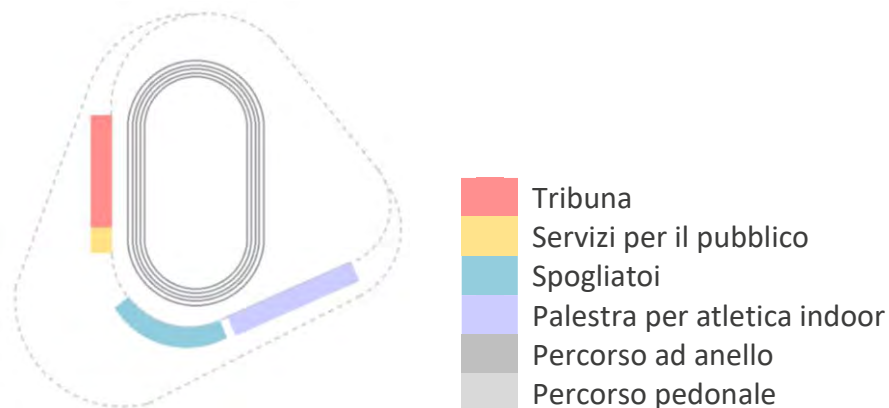 Tribuna
Servizi per il pubblico
Spogliatoi
Palestra per atletica indoor
Percorso ad anello
Percorso pedonale